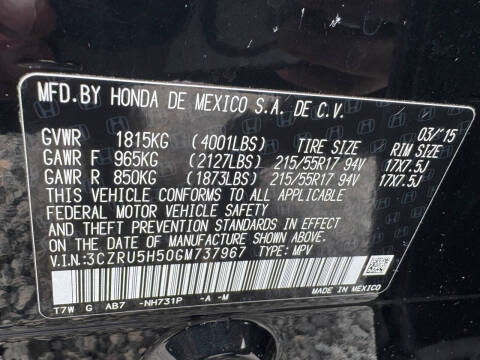 MFD.BY HONDA DE MEXICO S.A. DE C.V.
03/15
GVWR 1815KG (4001LBS) TIRE SIZE RIM SIZE
GAWR F 965KG (2127LBS) 215/55R17 94V 17X7.5J
GAWR R 850KG (1873LBS) 215/55R17 94V 17X7.5J
THIS VEHICLE CONFORMS TO ALL APPLICABLE
FEDERAL MOTOR VEHICLE SAFETY
AND THEFT PREVENTION STANDARDS IN EFFECT ON
THE DATE OF MANUFACTURE SHOWN ABOVE.
V.I.N:3CZRU5H50GM737967 TYPE: MPV
T7W G AB7 -NH731P -A -M
MADE IN MEXICO